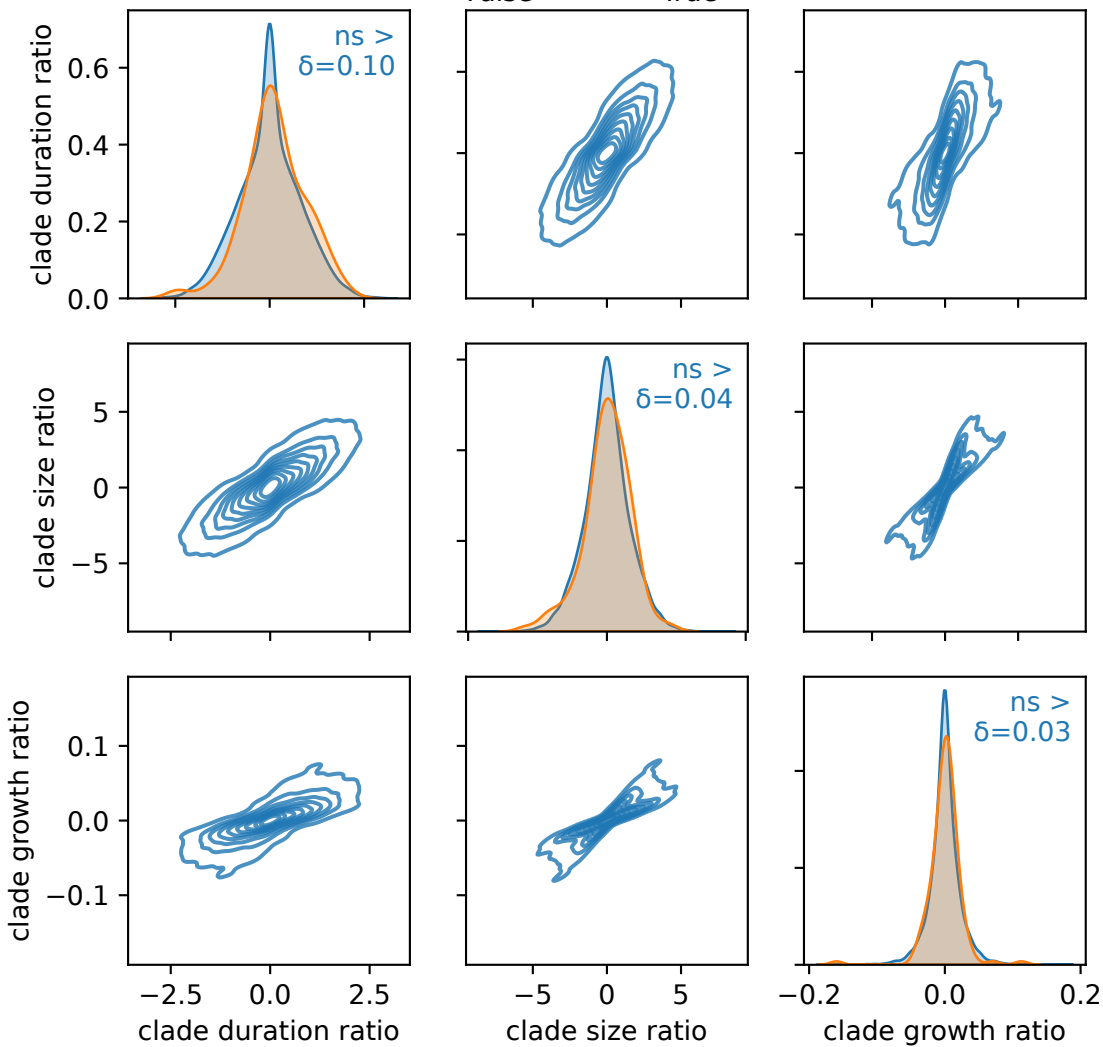 True
clade duration ratio
0.6
0.4
0.2
0.0
ns >
δ=0.10
clade size ratio
5
0
−5
ns >
δ=0.04
clade growth ratio
0.1
0.0
−0.1
ns >
δ=0.03
−2.5 0.0 2.5
−5 0 5
−0.2 0.0 0.2
clade duration ratio
clade size ratio
clade growth ratio